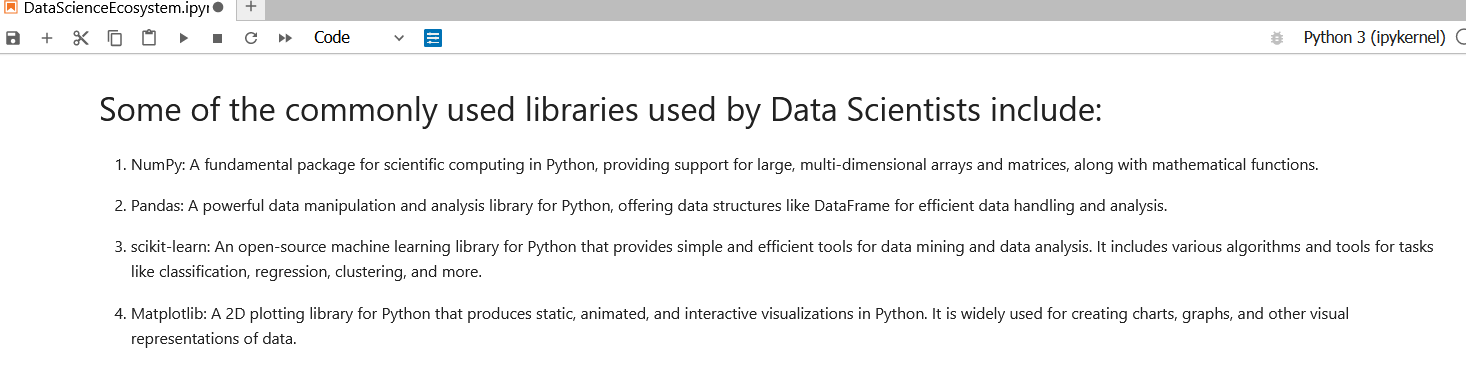 DataScienceEcosystem.ipyn
Code
Python 3 (ipykernel)
Some of the commonly used libraries used by Data Scientists include:
1. NumPy: A fundamental package for scientific computing in Python, providing support for large, multi-dimensional arrays and matrices, along with mathematical functions.
2. Pandas: A powerful data manipulation and analysis library for Python, offering data structures like DataFrame for efficient data handling and analysis.
3. scikit-learn: An open-source machine learning library for Python that provides simple and efficient tools for data mining and data analysis. It includes various algorithms and tools for tasks
like classification, regression, clustering, and more.
4. Matplotlib: A 2D plotting library for Python that produces static, animated, and interactive visualizations in Python. It is widely used for creating charts, graphs, and other visual
representations of data.